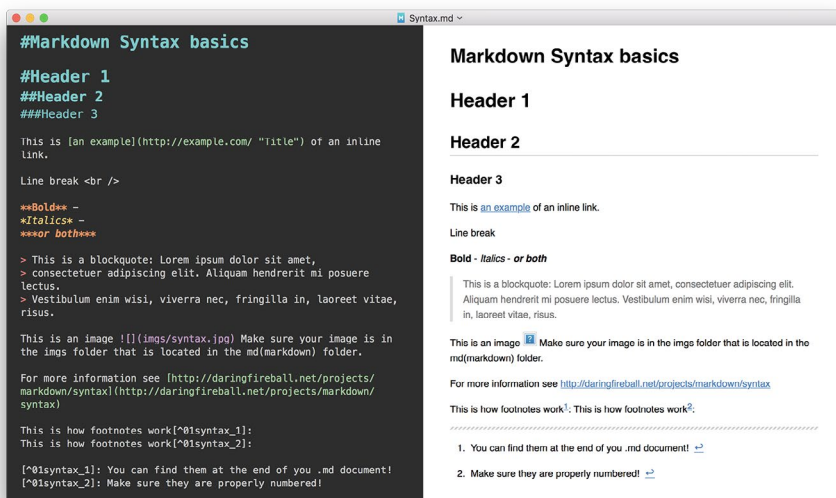 Syntax.md
#Markdown Syntax basics
#Header 1
##Header 2
###Header 3
This is [an example](http://example.com/ "Title") of an inline
link.
Line break <br />
**Bold** -
*Italics* -
***or both***
> This is a blockquote: Lorem ipsum dolor sit amet,
> consectetuer adipiscing elit. Aliquam hendrerit mi posuere
lectus.
> Vestibulum enim wisi, viverra nec, fringilla in, laoreet vitae,
risus.
This is an image ![](imgs/syntax.jpg) Make sure your image is in
the imgs folder that is located in the md(markdown) folder.
For more information see [http://daringfireball.net/projects/
markdown/syntax](http://daringfireball.net/projects/markdown/
syntax)
This is how footnotes work[^01syntax_1]:
This is how footnotes work[^01syntax_2]:
[^01syntax_1]: You can find them at the end of you .md document!
[^01syntax_2]: Make sure they are properly numbered!
Markdown Syntax basics
Header 1
Header 2
Header 3
This is an example of an inline link.
Line break
Bold - Italics - or both
This is a blockquote: Lorem ipsum dolor sit amet, consectetuer adipiscing elit.
Aliquam hendrerit mi posuere lectus. Vestibulum enim wisi, viverra nec, fringilla
in, laoreet vitae, risus.
This is an image ? Make sure your image is in the imgs folder that is located in the
md(markdown) folder.
For more information see http://daringfireball.net/projects/markdown/syntax
This is how footnotes work1: This is how footnotes work2:
1. You can find them at the end of you .md document! ↩
2. Make sure they are properly numbered! ↩